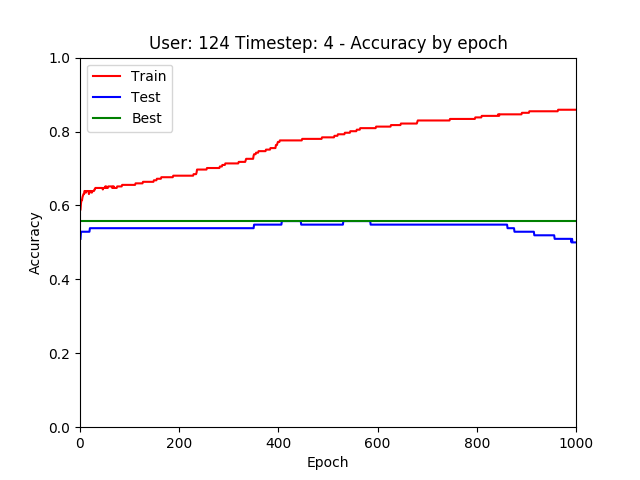 User: 124 Timestep: 4 - Accuracy by epoch
1.0
0.8
0.6
0.4
0.2
0.0
Accuracy
Train
Test
Best
0 200 400 600 800 1000
Epoch